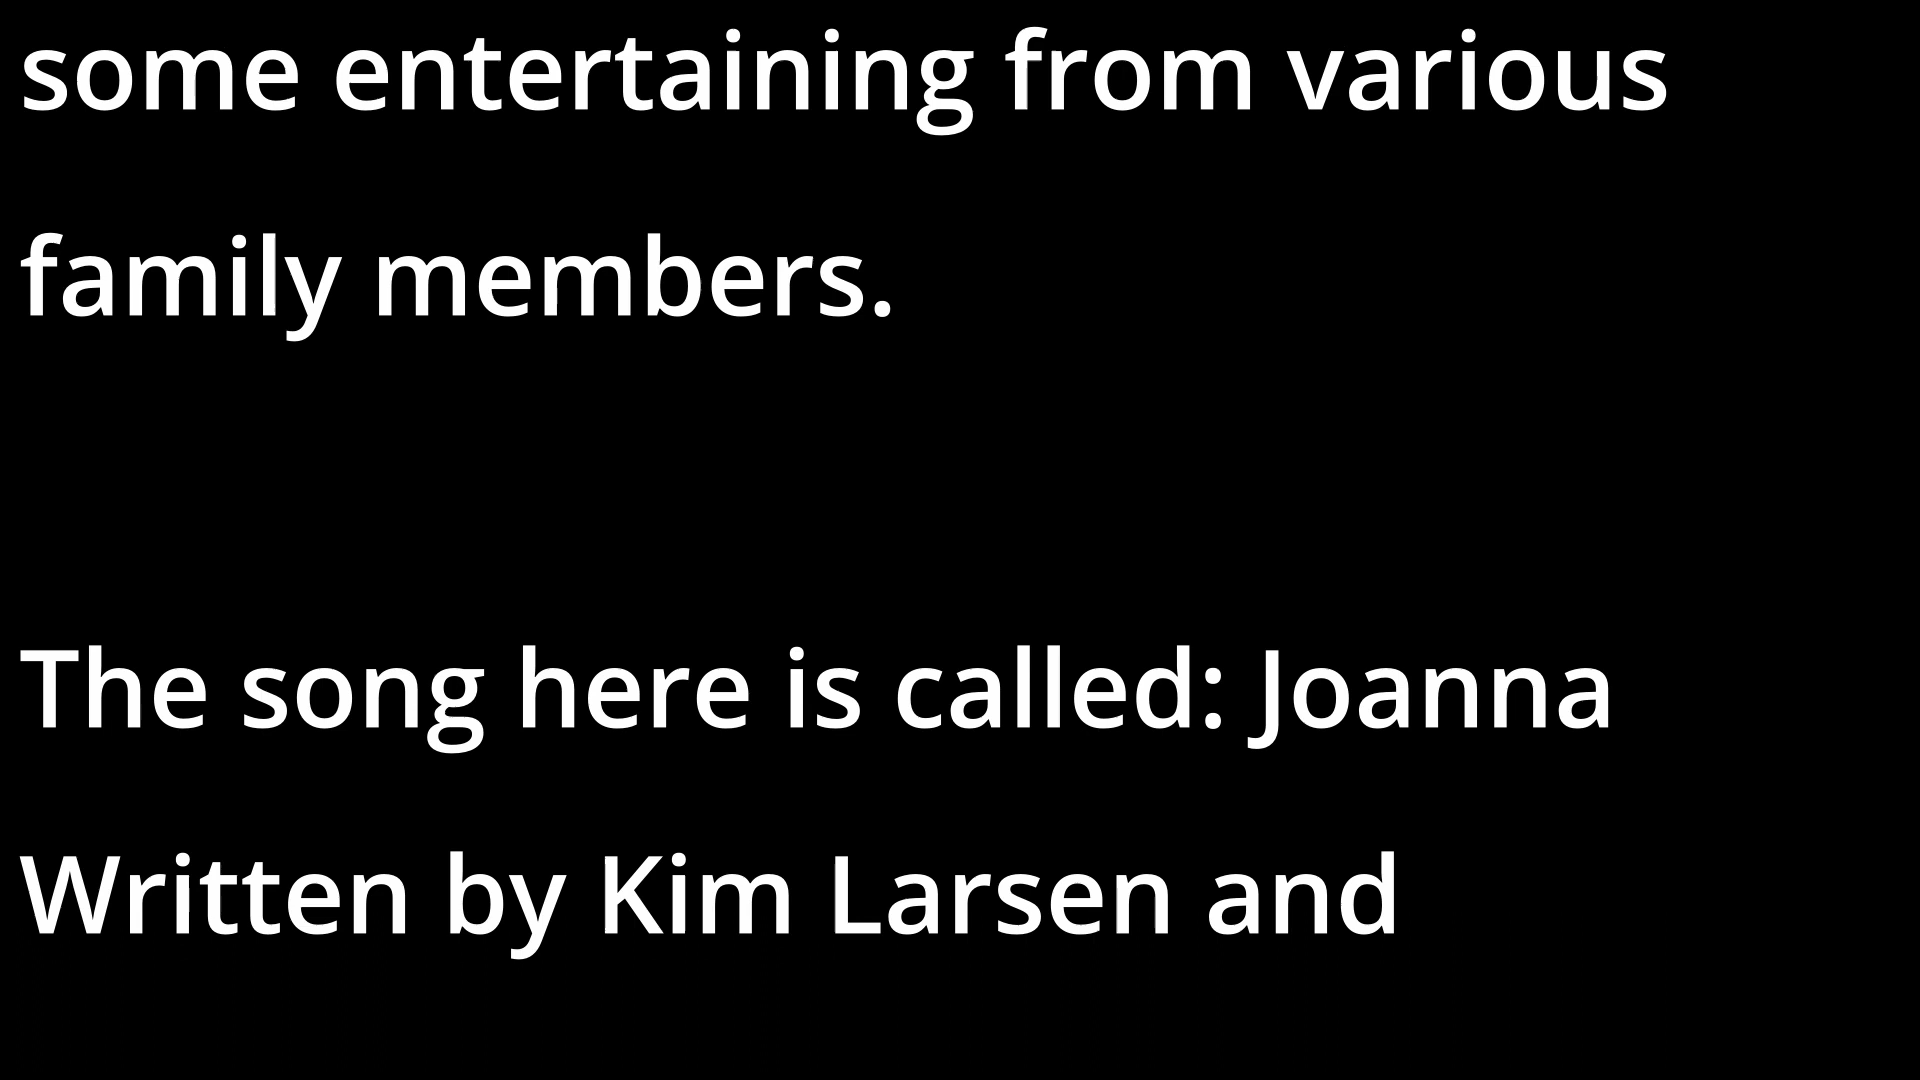 some entertaining from various
family members.
The song here is called: Joanna
Written by Kim Larsen and